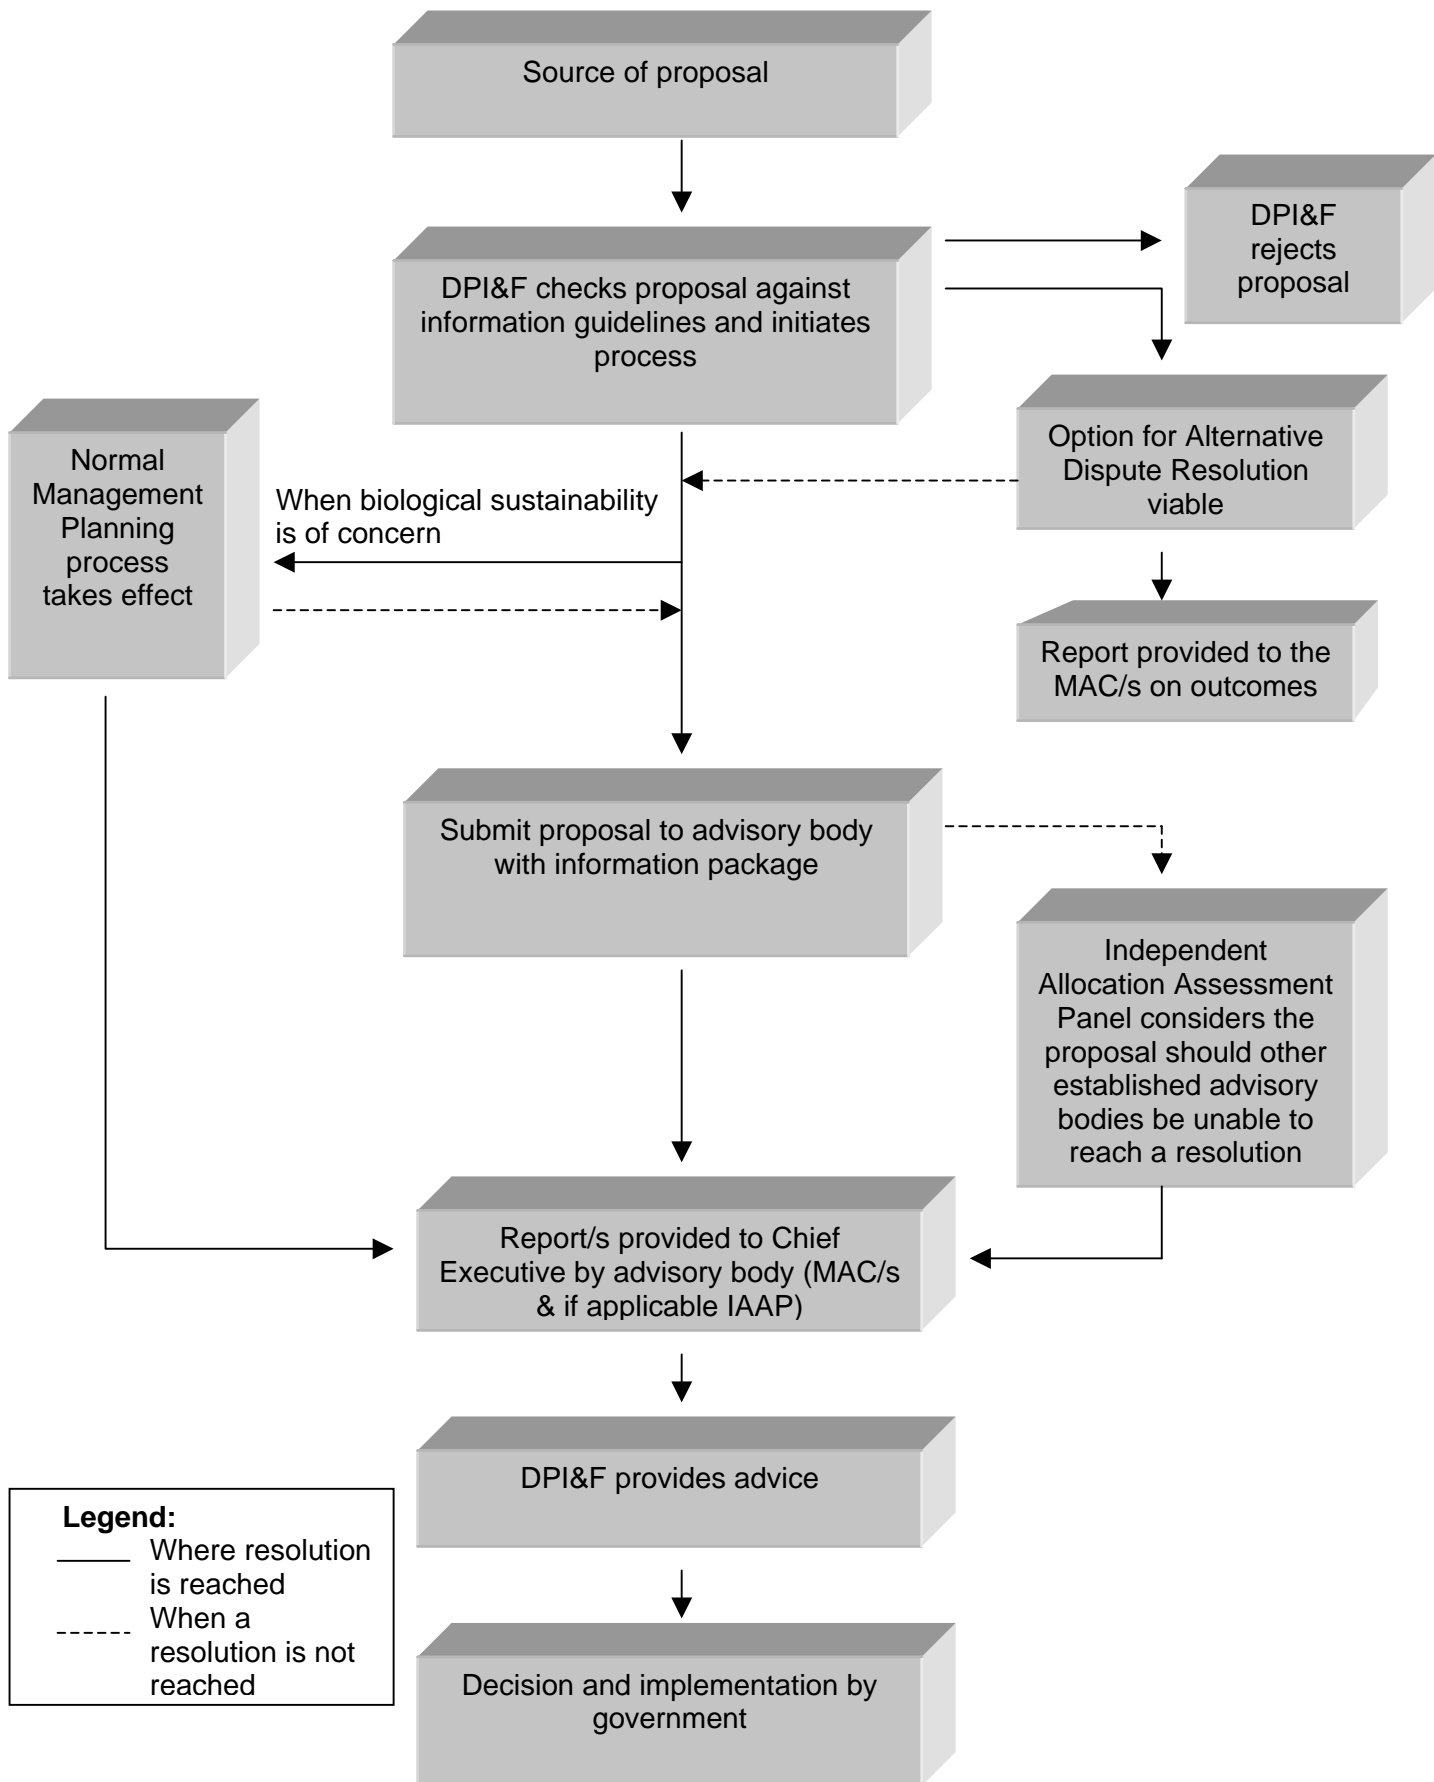 Source of proposal
DPI&F
rejects
proposal
DPI&F checks proposal against
information guidelines and initiates
process
Option for Alternative
Dispute Resolution
viable
Normal
Management
Planning
process
takes effect
When biological sustainability
is of concern
Report provided to the
MAC/s on outcomes
Submit proposal to advisory body
with information package
Independent
Allocation Assessment
Panel considers the
proposal should other
established advisory
bodies be unable to
reach a resolution
Report/s provided to Chief
Executive by advisory body (MAC/s
& if applicable IAAP)
DPI&F provides advice
Legend:
Where resolution
is reached
When a
resolution is not
reached
Decision and implementation by
government